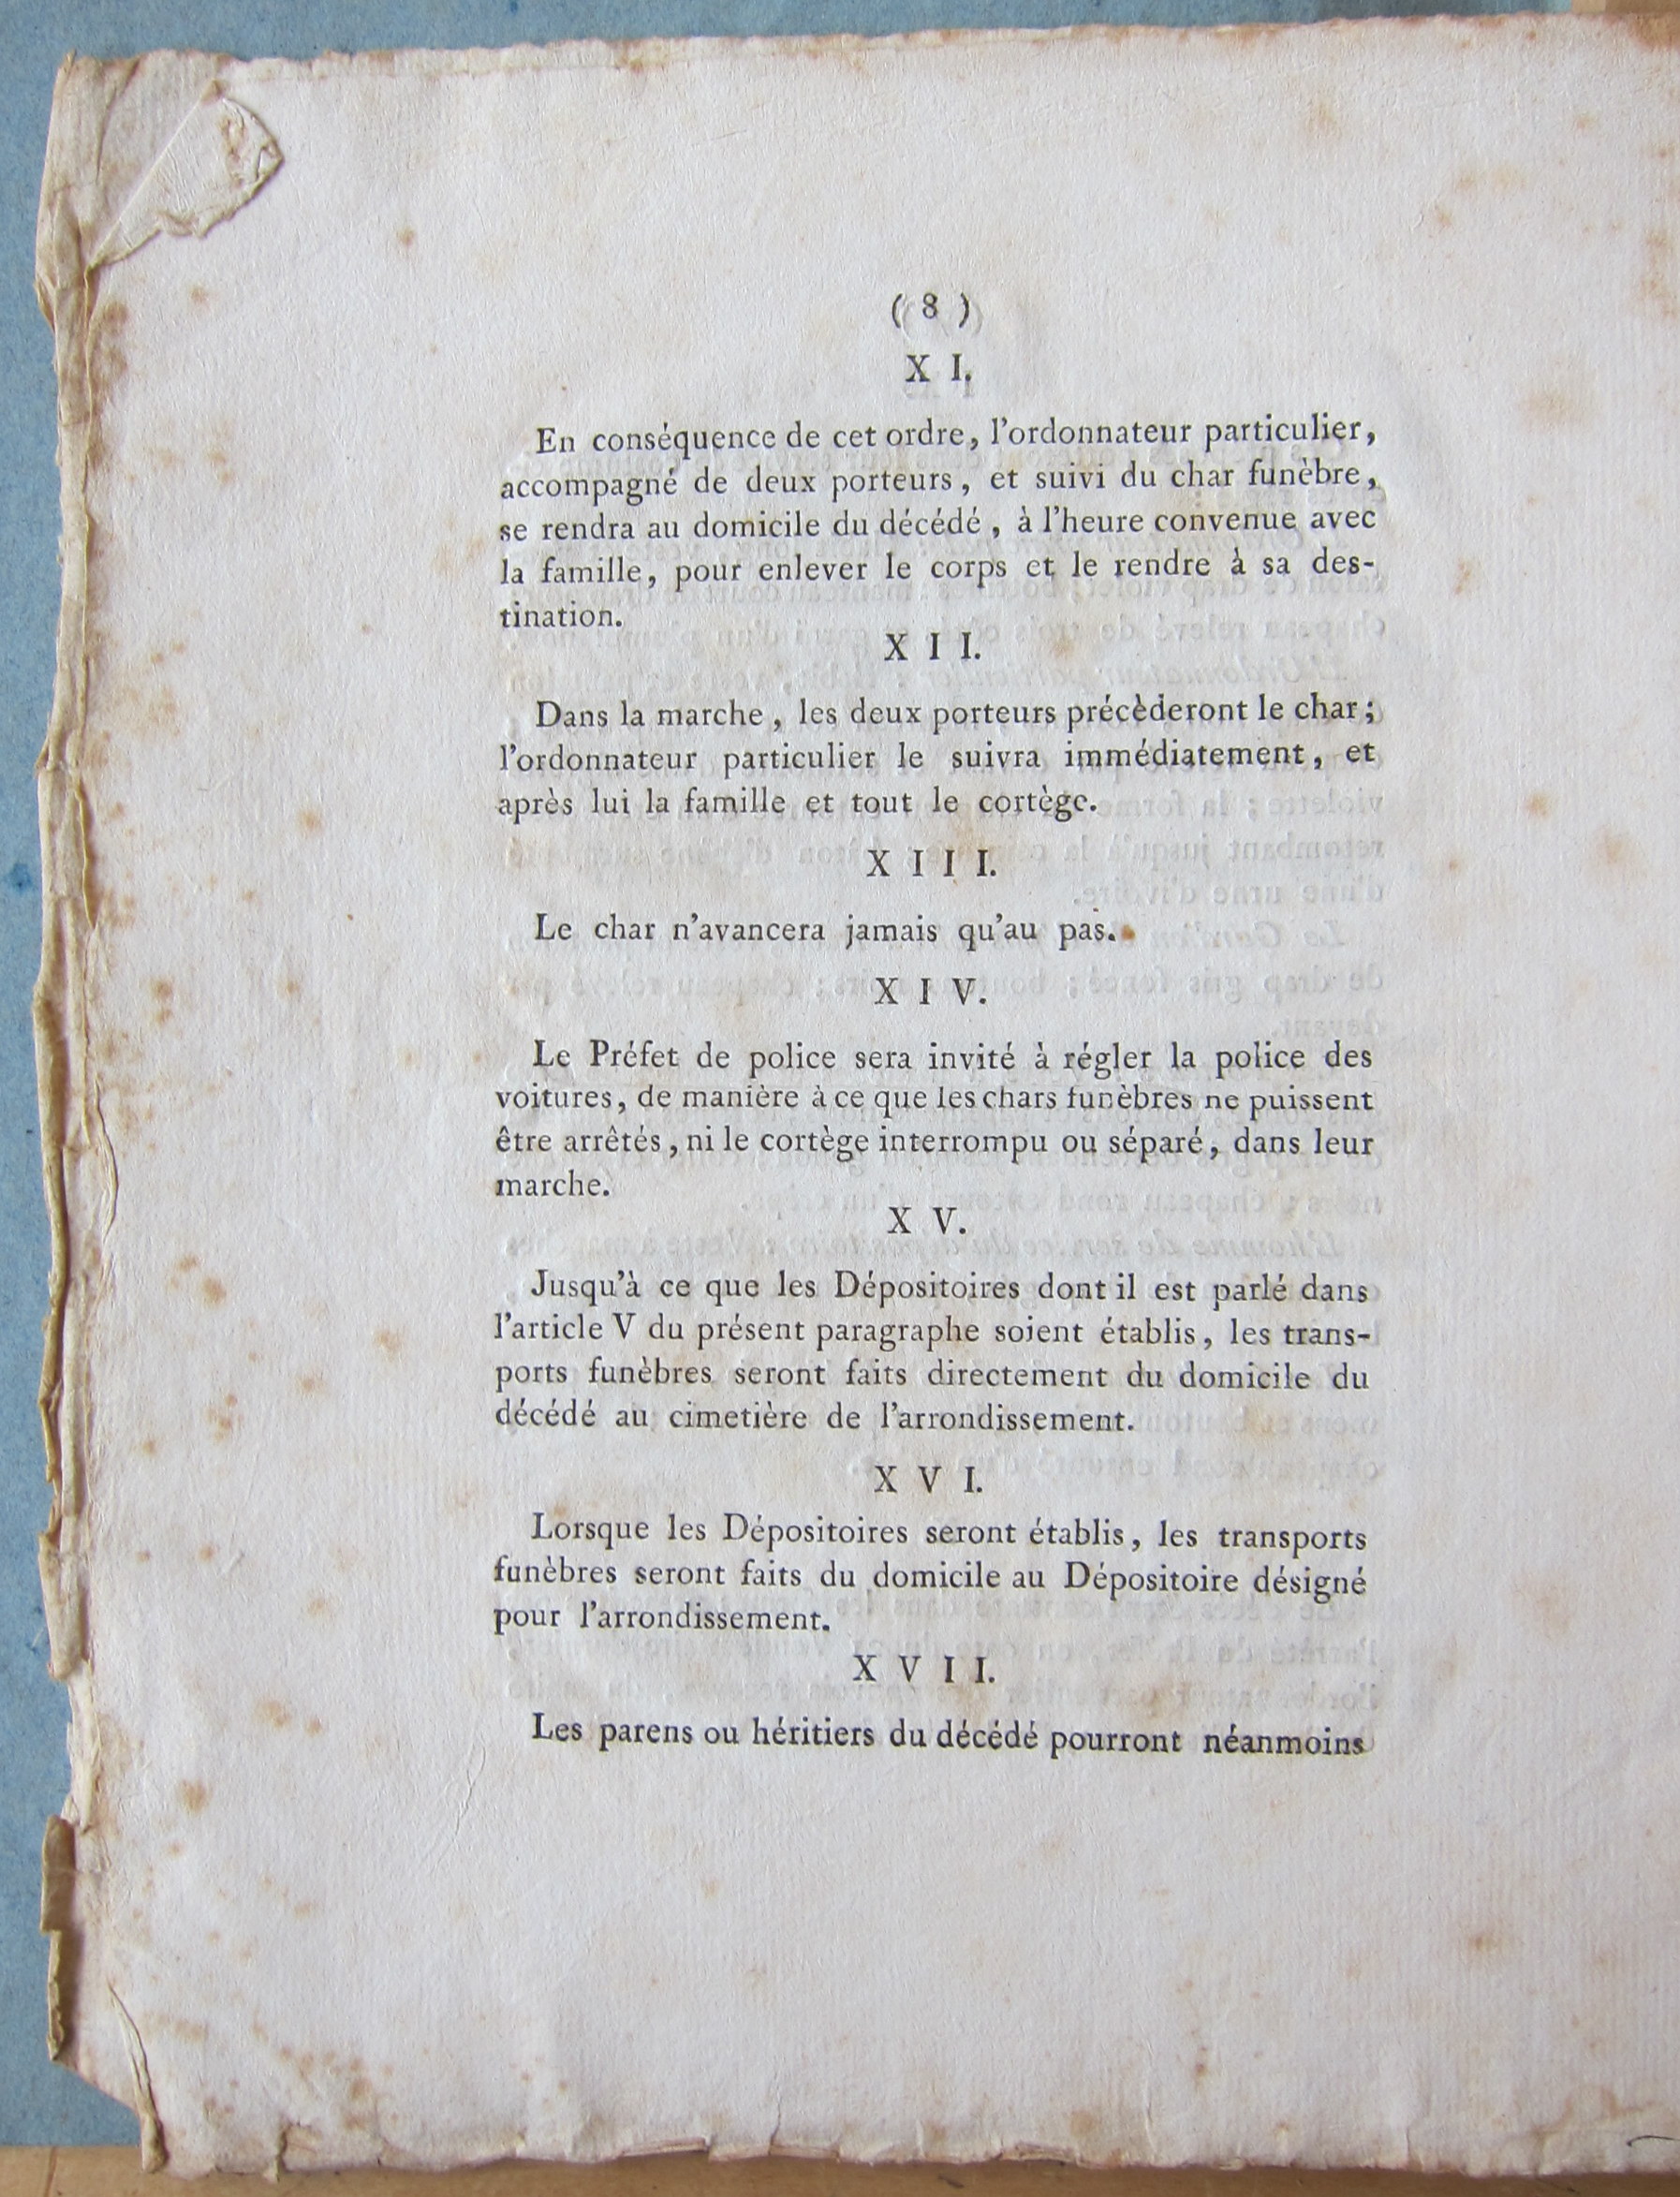 ( 8 )
X I.
En conséquence de cet ordre, l'ordonnateur particulier,
accompagné de deux porteurs, et suivi du char funèbre,
se rendra au domicile du décédé, à l'heure convenue avec
la famille, pour enlever le corps et le rendre à sa des-
tination.
X I I.
Dans la marche, les deux porteurs précèderont le char;
l'ordonnateur particulier le suivra immédiatement, et
après lui la famille et tout le cortège.
X I I I.
Le char n'avancera jamais qu'au pas.
X I V.
Le Préfet de police sera invité à régler la police des
voitures, de manière à ce que les chars funèbres ne puissent
être arrêtés, ni le cortège interrompu ou séparé, dans leur
marche.
X V.
Jusqu'à ce que les Dépositoires dont il est parlé dans
l'article V du présent paragraphe soient établis, les trans-
ports funèbres seront faits directement du domicile du
décédé au cimetière de l'arrondissement.
X V I.
Lorsque les Dépositoires seront établis, les transports
funèbres seront faits du domicile au Dépositoire désigné
pour l'arrondissement.
X V I I.
Les parens ou héritiers du décédé pourront néanmoins